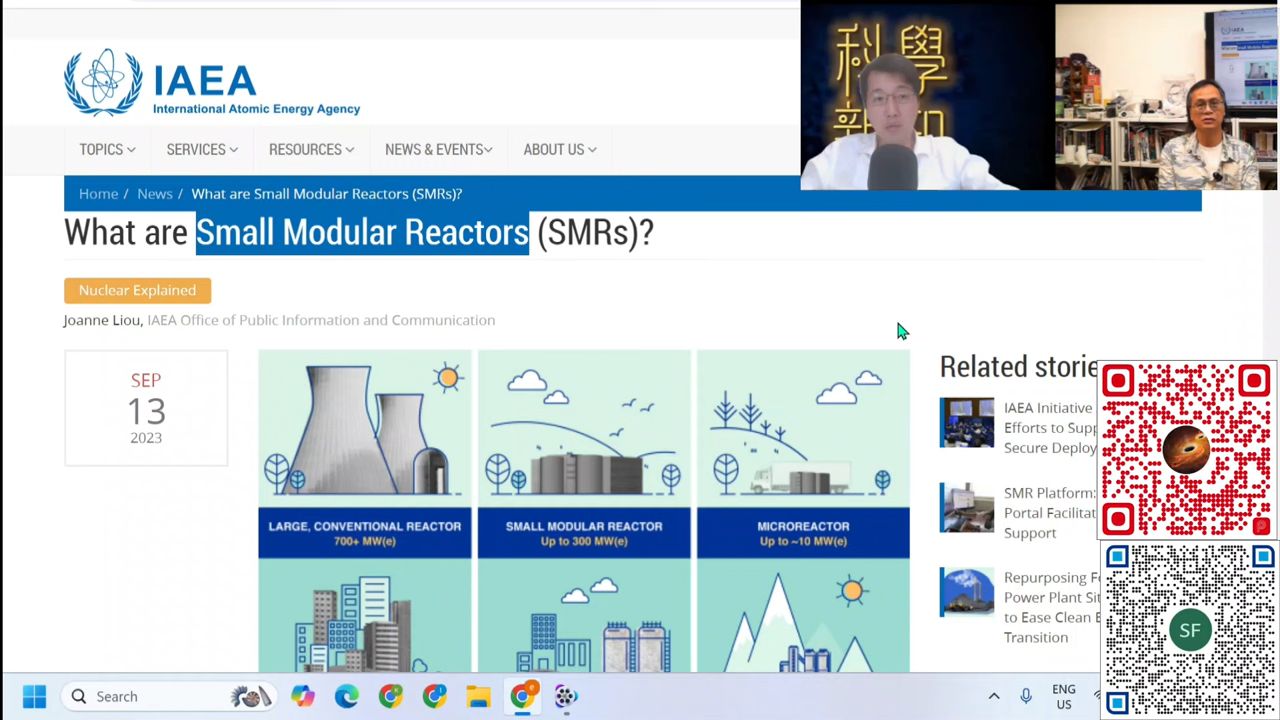 IAEA
International Atomic Energy Agency
TOPICS
SERVICES
RESOURCES
NEWS & EVENTS
ABOUT US
Home / News / What are Small Modular Reactors (SMRs)?
What are Small Modular Reactors (SMRs)?
Nuclear Explained
Joanne Liou, IAEA Office of Public Information and Communication
SEP
13
2023
LARGE, CONVENTIONAL REACTOR
700+ MW(e)
SMALL MODULAR REACTOR
Up to 300 MW(e)
MICROREACTOR
Up to ~10 MW(e)
Related stori
IAEA Initiative
Efforts to Supp
Secure Deploy
SMR Platform:
Portal Facilitat
Support
Repurposing F
Power Plant Sit
to Ease Clean E
Transition
科學
SF
Search
ENG
US